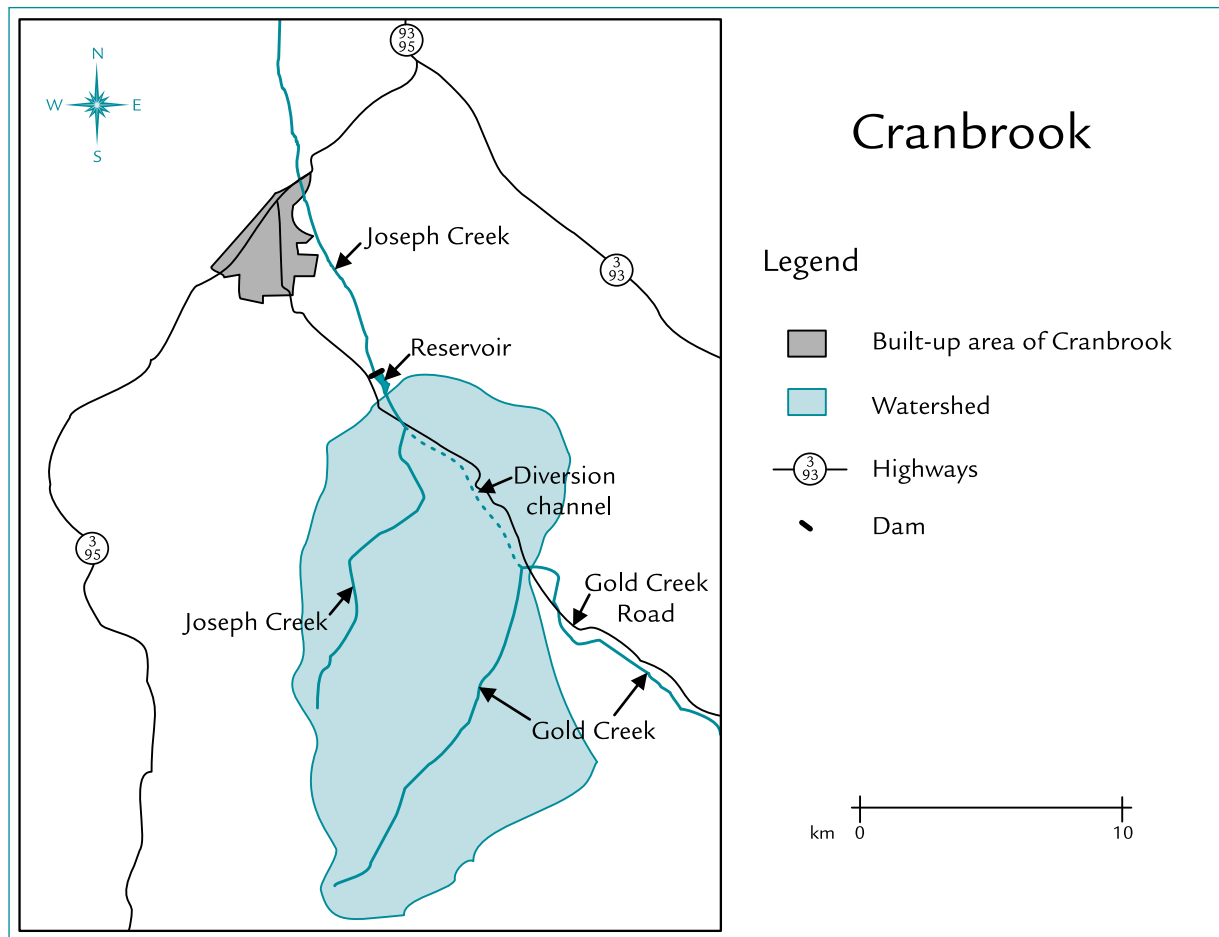 93
95
N
W
E
S
Cranbrook
Joseph Creek
Legend
3
93
Reservoir
Built-up area of Cranbrook
Watershed
3
93
Highways
Diversion
channel
Dam
3
95
Gold Creek
Road
Joseph Creek
Gold Creek
km
0
10